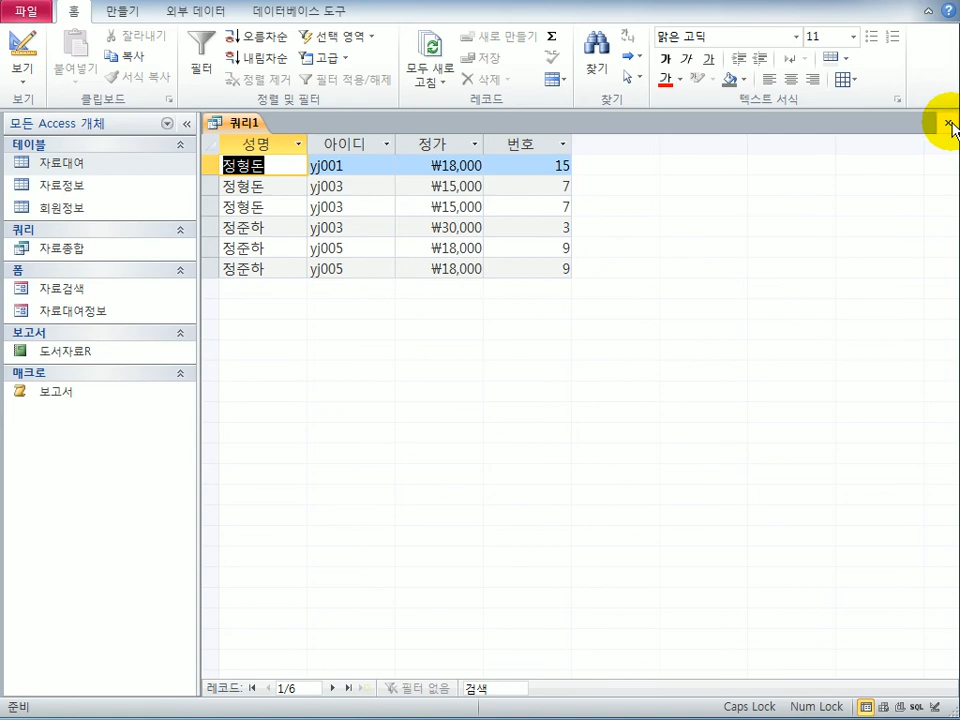 파일 홈 만들기 외부 데이터 데이터베이스 도구
보기 붙여넣기 잘라내기 복사 서식 복사
필터 오름차순 내림차순 정렬 제거 선택 영역 고급 필터 적용/해제
모두 새로 고침 새로 만들기 저장 삭제 Σ
찾기 맑은 고딕 11
가 가 가 가
보기 클립보드 정렬 및 필터 레코드 찾기 텍스트 서식
모든 Access 개체
쿼리1
테이블
자료대여
자료정보
회원정보
쿼리
자료종합
폼
자료검색
자료대여정보
보고서
도서자료R
매크로
보고서
성명 아이디 정가 번호
정형돈 yj001 ₩18,000 15
정형돈 yj003 ₩15,000 7
정형돈 yj003 ₩15,000 7
정준하 yj003 ₩30,000 3
정준하 yj005 ₩18,000 9
정준하 yj005 ₩18,000 9
레코드: 1/6 필터 없음 검색
준비 Caps Lock Num Lock SQL